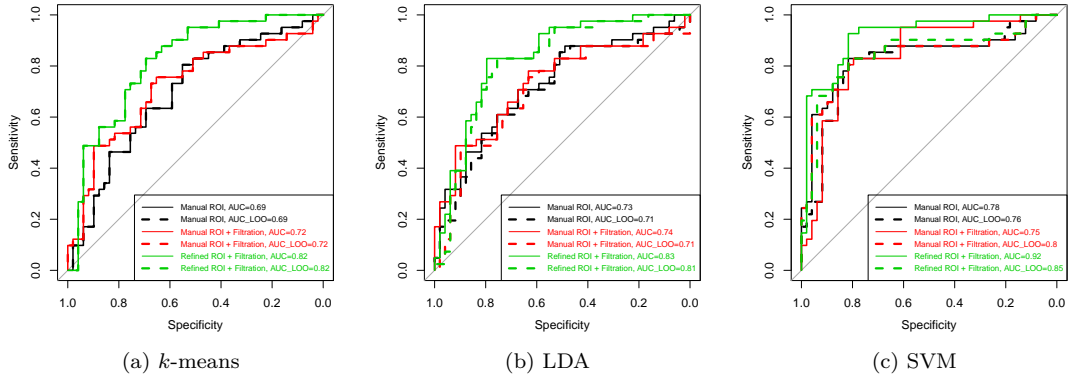 Sensitivity
0.0 0.2 0.4 0.6 0.8 1.0
Manual ROI, AUC=0.69
Manual ROI, AUC_LOO=0.69
Manual ROI + Filtration, AUC=0.72
Manual ROI + Filtration, AUC_LOO=0.72
Refined ROI + Filtration, AUC=0.82
Refined ROI + Filtration, AUC_LOO=0.82
1.0 0.8 0.6 0.4 0.2 0.0
Specificity
(a) k-means
Sensitivity
0.0 0.2 0.4 0.6 0.8 1.0
Manual ROI, AUC=0.73
Manual ROI, AUC_LOO=0.71
Manual ROI + Filtration, AUC=0.74
Manual ROI + Filtration, AUC_LOO=0.71
Refined ROI + Filtration, AUC=0.83
Refined ROI + Filtration, AUC_LOO=0.81
1.0 0.8 0.6 0.4 0.2 0.0
Specificity
(b) LDA
Sensitivity
0.0 0.2 0.4 0.6 0.8 1.0
Manual ROI, AUC=0.78
Manual ROI, AUC_LOO=0.76
Manual ROI + Filtration, AUC=0.75
Manual ROI + Filtration, AUC_LOO=0.8
Refined ROI + Filtration, AUC=0.92
Refined ROI + Filtration, AUC_LOO=0.85
1.0 0.8 0.6 0.4 0.2 0.0
Specificity
(c) SVM